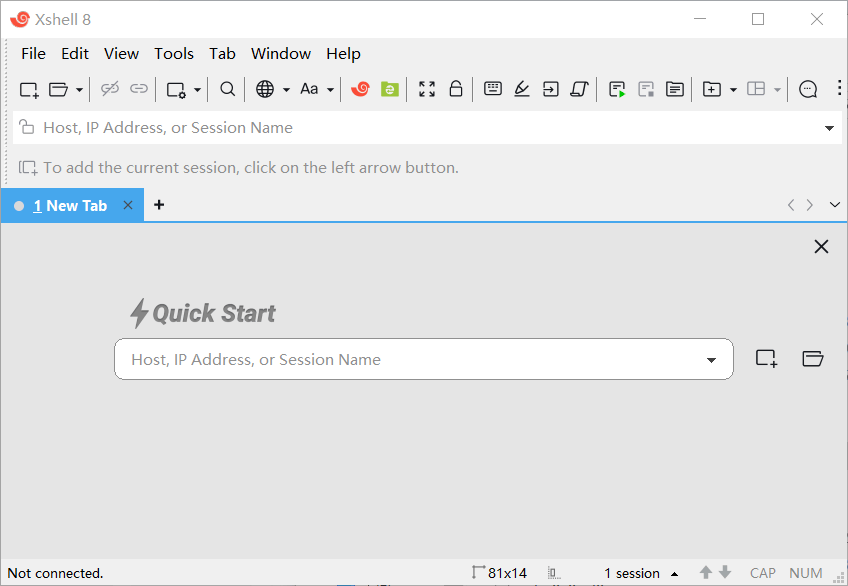 Xshell 8
File Edit View Tools Tab Window Help
Aa
Host, IP Address, or Session Name
To add the current session, click on the left arrow button.
1 New Tab
Quick Start
Host, IP Address, or Session Name
Not connected. 81x14 1 session CAP NUM